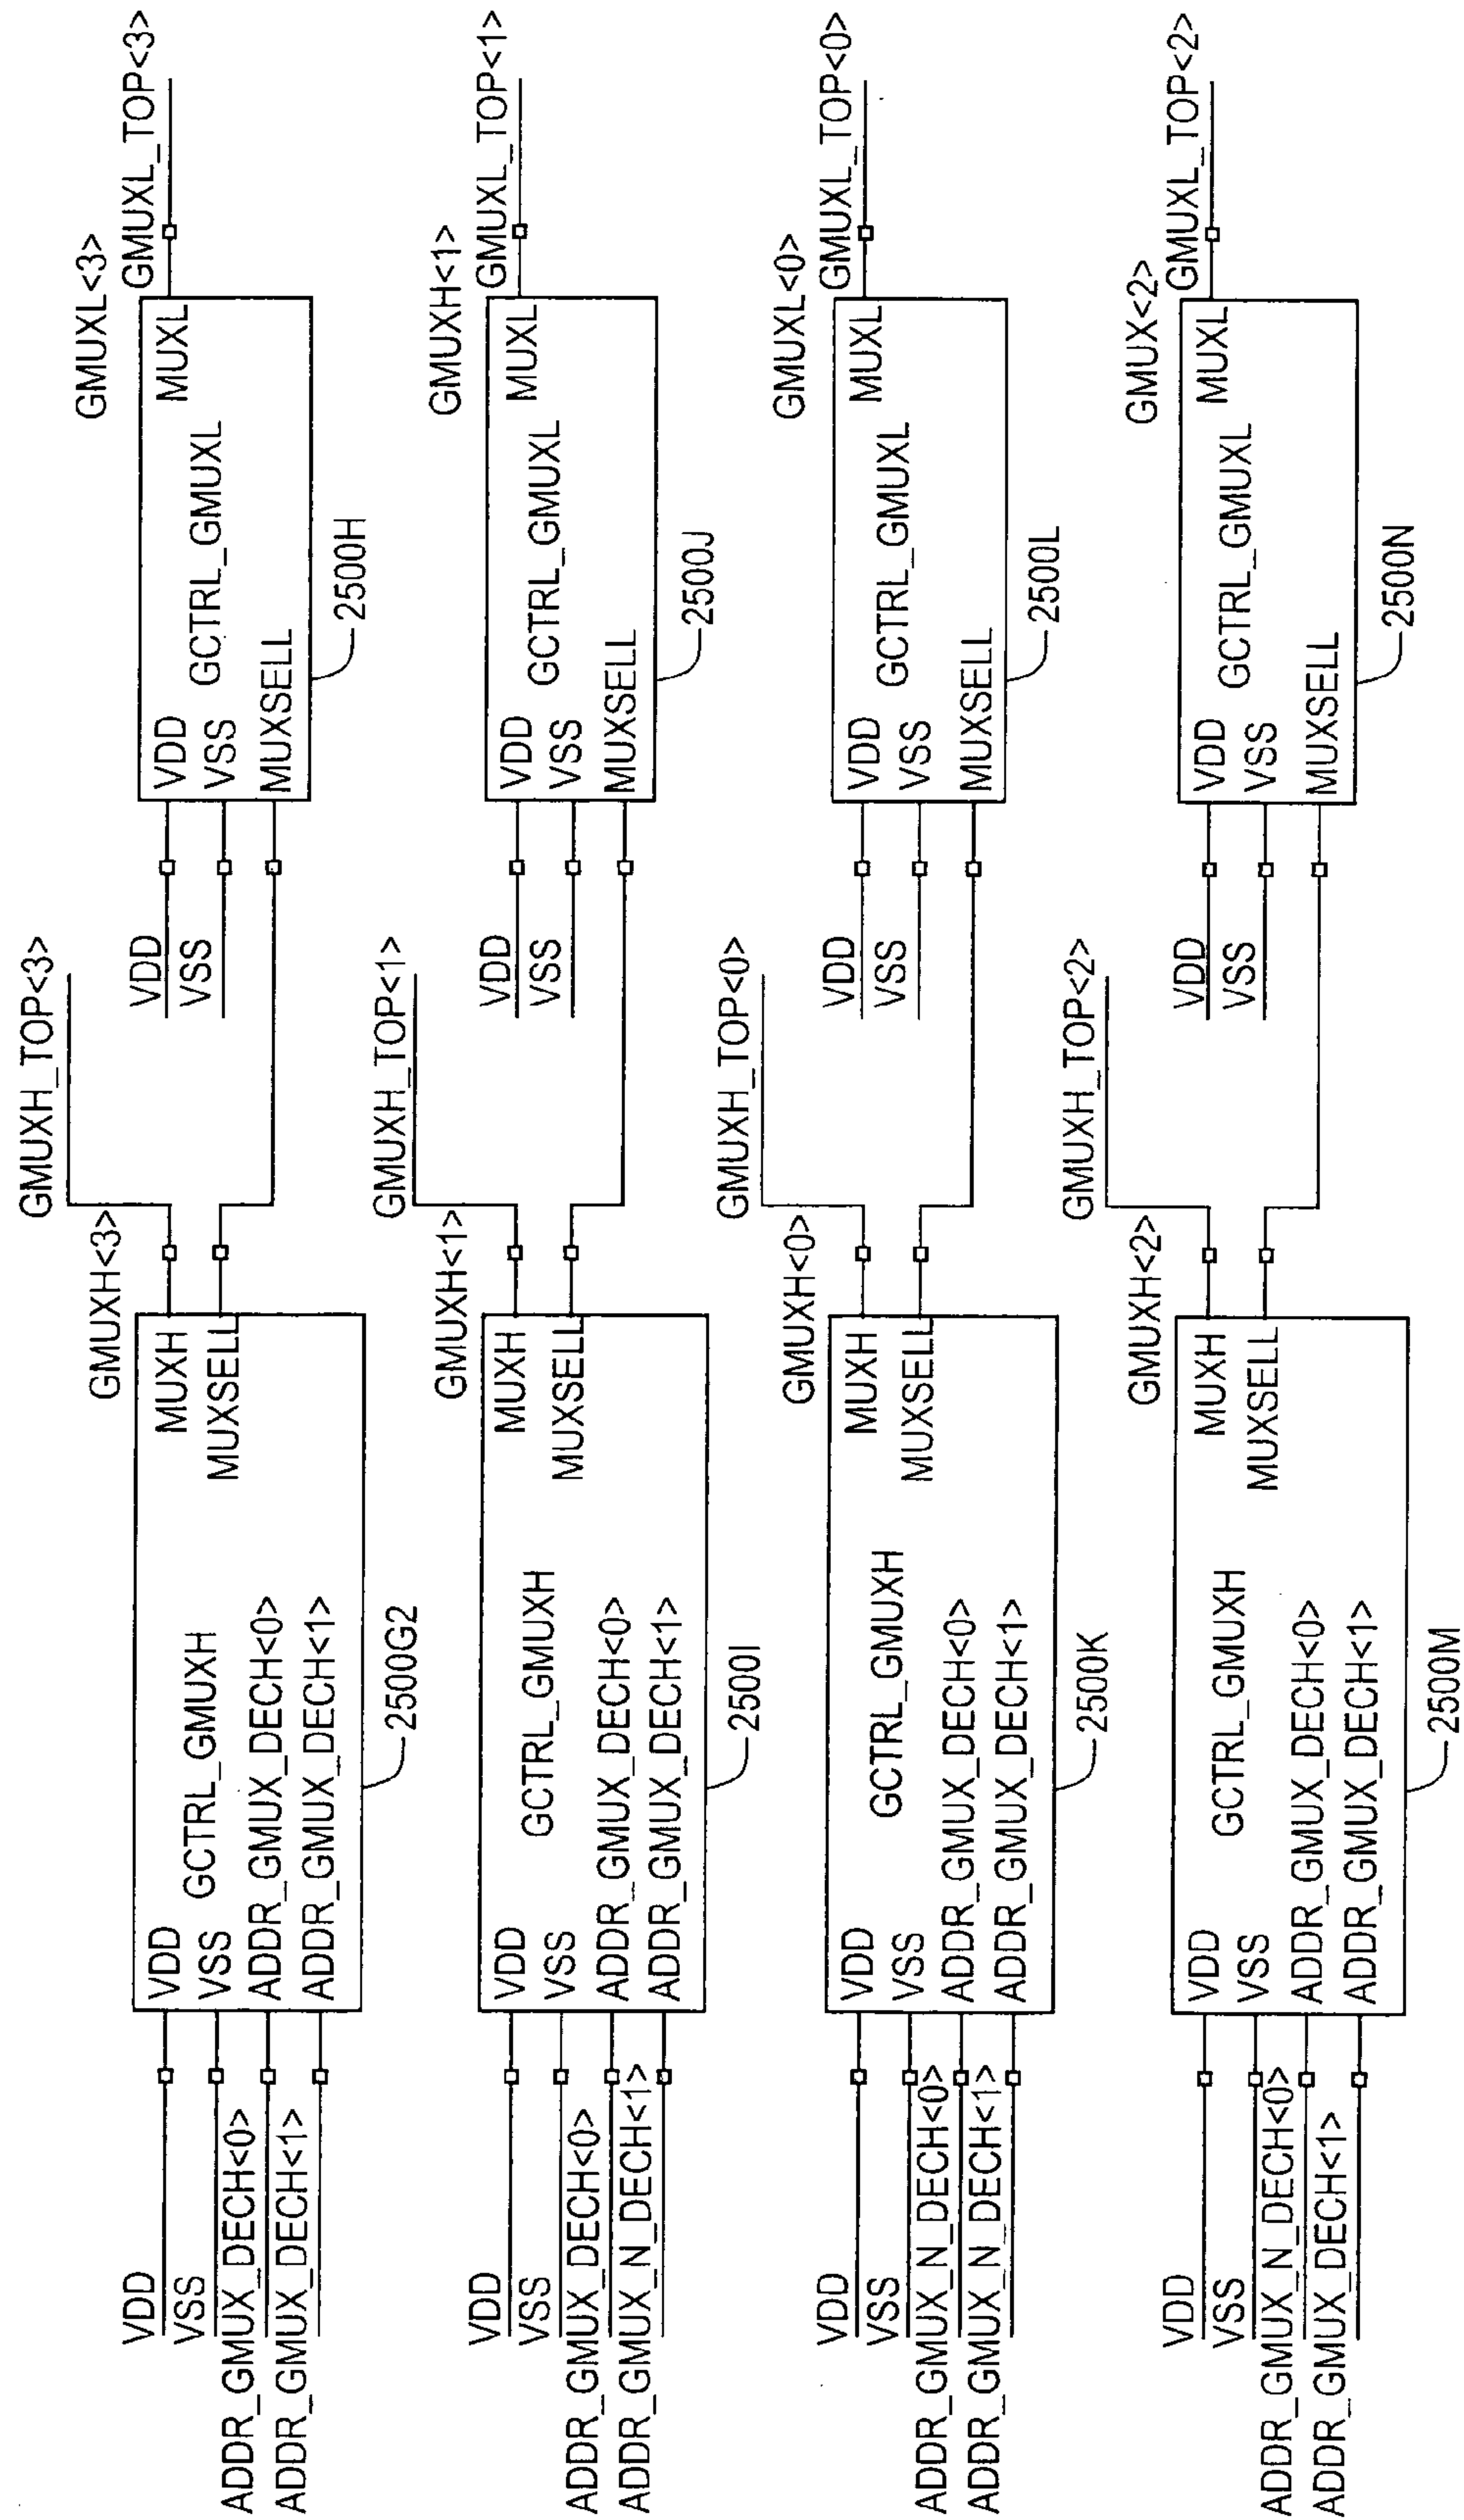 GMUXH_TOP<3>
GMUXH<3>
GMUXL<3>
GMUXL_TOP<3>
VDD
VSS
ADDR_GMUX_DECH<0>
ADDR_GMUX_DECH<1>
VDD
VSS
GCTRL_GMUXH
ADDR_GMUX_DECH<0>
ADDR_GMUX_DECH<1>
MUXH
MUXSELL
2500G2
VDD
VSS
VDD
VSS
MUXSELL
GCTRL_GMUXL
MUXL
2500H
GMUXH_TOP<1>
GMUXH<1>
GMUXH<1>
GMUXL_TOP<1>
VDD
VSS
ADDR_GMUX_DECH<0>
ADDR_GMUX_N_DECH<1>
VDD
VSS
GCTRL_GMUXH
ADDR_GMUX_DECH<0>
ADDR_GMUX_DECH<1>
MUXH
MUXSELL
2500I
VDD
VSS
VDD
VSS
MUXSELL
GCTRL_GMUXL
MUXL
2500J
GMUXH_TOP<0>
GMUXH<0>
GMUXL<0>
GMUXL_TOP<0>
VDD
VSS
ADDR_GMUX_N_DECH<0>
ADDR_GMUX_N_DECH<1>
VDD
VSS
GCTRL_GMUXH
ADDR_GMUX_DECH<0>
ADDR_GMUX_DECH<1>
MUXH
MUXSELL
2500K
VDD
VSS
VDD
VSS
MUXSELL
GCTRL_GMUXL
MUXL
2500L
GMUXH_TOP<2>
GMUXH<2>
GMUX<2>
GMUXL_TOP<2>
VDD
VSS
ADDR_GMUX_N_DECH<0>
ADDR_GMUX_DECH<1>
VDD
VSS
GCTRL_GMUXH
ADDR_GMUX_DECH<0>
ADDR_GMUX_DECH<1>
MUXH
MUXSELL
2500M
VDD
VSS
VDD
VSS
MUXSELL
GCTRL_GMUXL
MUXL
2500N